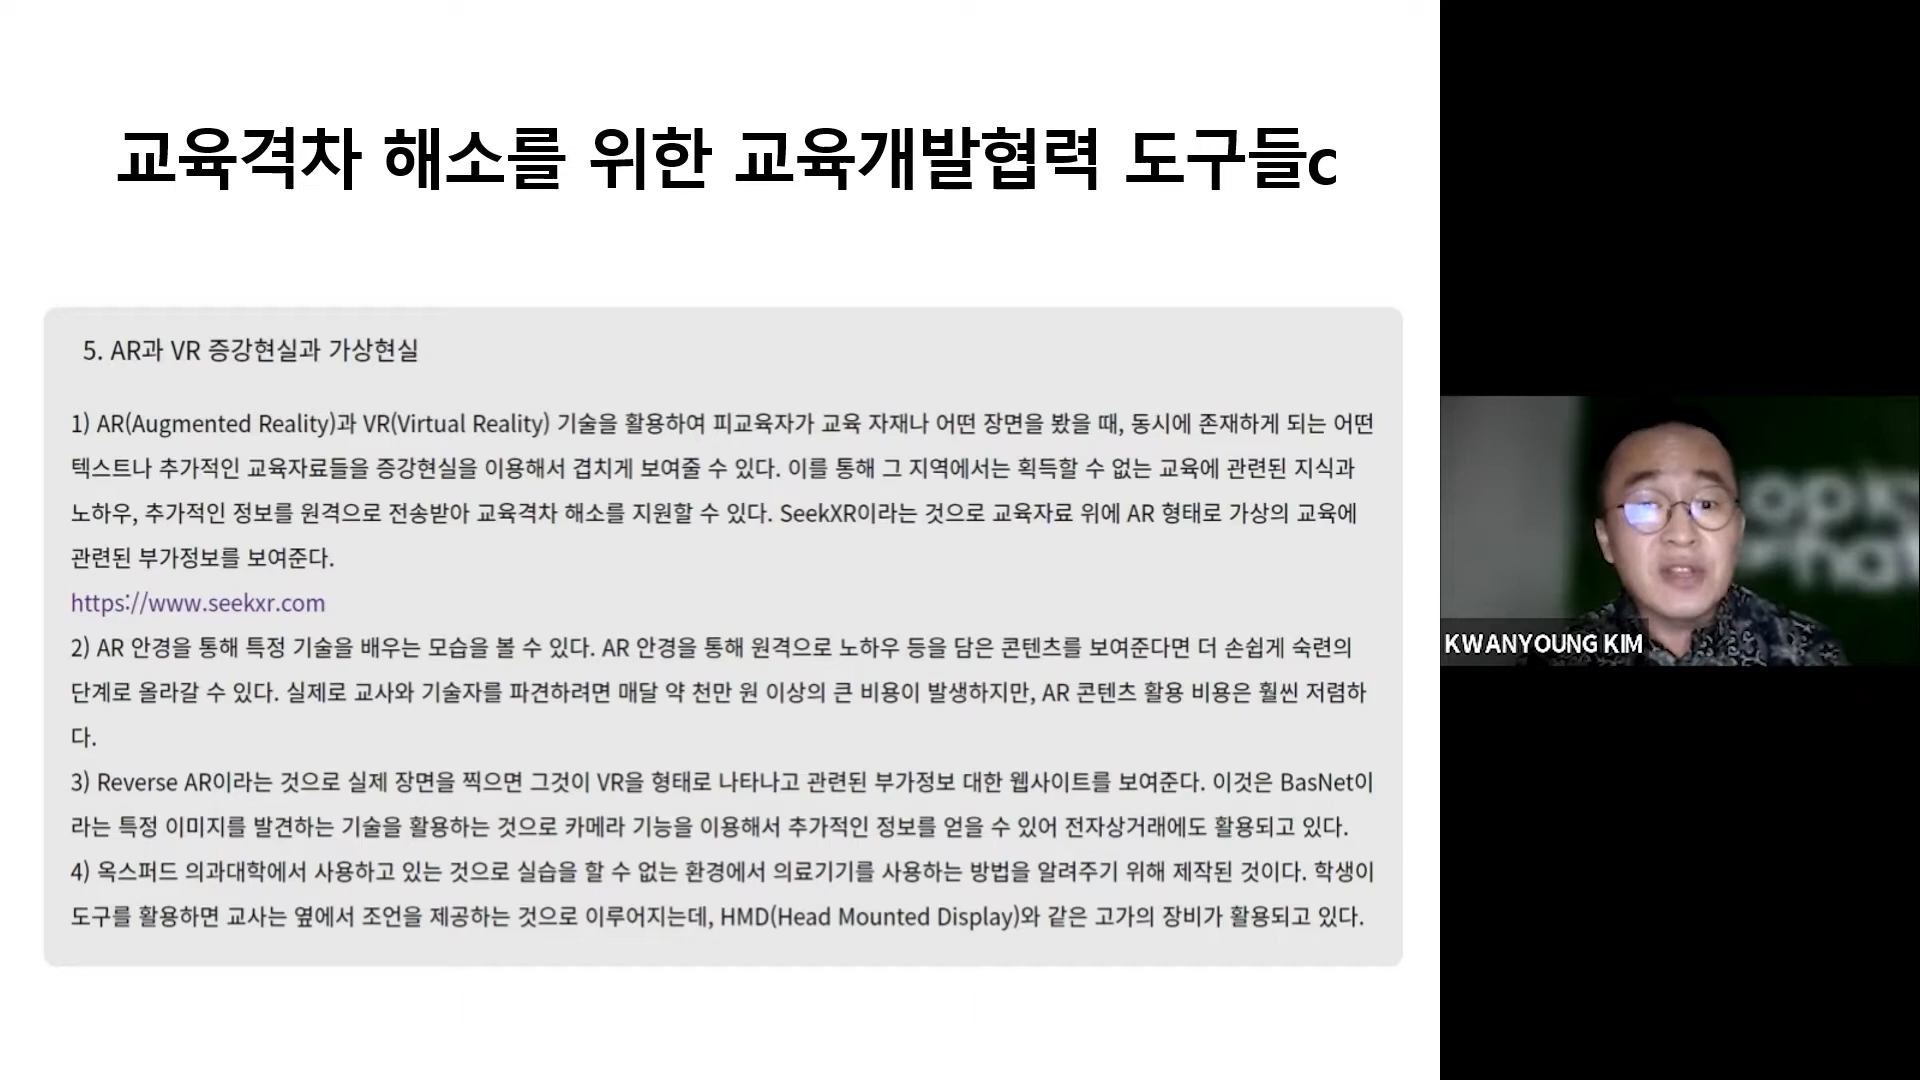 교육격차 해소를 위한 교육개발협력 도구들c
5. AR과 VR 증강현실과 가상현실
1) AR(Augmented Reality)과 VR(Virtual Reality) 기술을 활용하여 피교육자가 교육 자재나 어떤 장면을 봤을 때, 동시에 존재하게 되는 어떤
텍스트나 추가적인 교육자료들을 증강현실을 이용해서 겹치게 보여줄 수 있다. 이를 통해 그 지역에서는 획득할 수 없는 교육에 관련된 지식과
노하우, 추가적인 정보를 원격으로 전송받아 교육격차 해소를 지원할 수 있다. SeekXR이라는 것으로 교육자료 위에 AR 형태로 가상의 교육에
관련된 부가정보를 보여준다.
https://www.seekxr.com
2) AR 안경을 통해 특정 기술을 배우는 모습을 볼 수 있다. AR 안경을 통해 원격으로 노하우 등을 담은 콘텐츠를 보여준다면 더 손쉽게 숙련의
단계로 올라갈 수 있다. 실제로 교사와 기술자를 파견하려면 매달 약 천만 원 이상의 큰 비용이 발생하지만, AR 콘텐츠 활용 비용은 훨씬 저렴하
다.
3) Reverse AR이라는 것으로 실제 장면을 찍으면 그것이 VR을 형태로 나타나고 관련된 부가정보 대한 웹사이트를 보여준다. 이것은 BasNet이
라는 특정 이미지를 발견하는 기술을 활용하는 것으로 카메라 기능을 이용해서 추가적인 정보를 얻을 수 있어 전자상거래에도 활용되고 있다.
4) 옥스퍼드 의과대학에서 사용하고 있는 것으로 실습을 할 수 없는 환경에서 의료기기를 사용하는 방법을 알려주기 위해 제작된 것이다. 학생이
도구를 활용하면 교사는 옆에서 조언을 제공하는 것으로 이루어지는데, HMD(Head Mounted Display)와 같은 고가의 장비가 활용되고 있다.
KWANYOUNG KIM